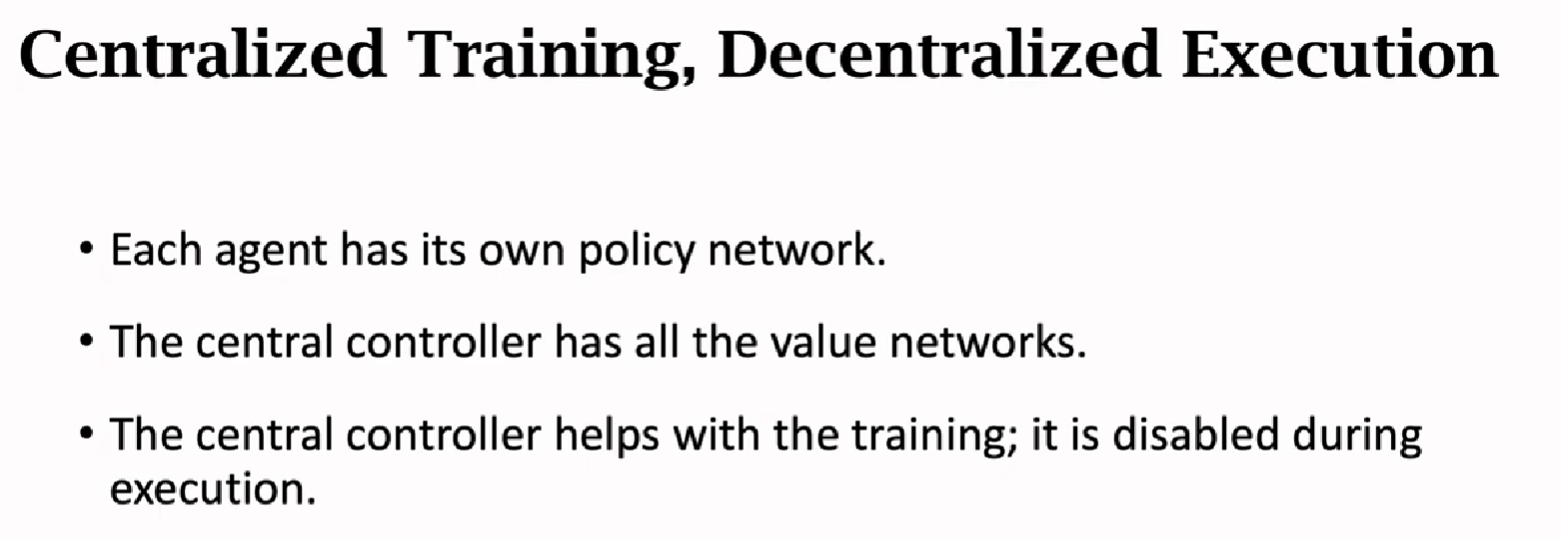 Centralized Training, Decentralized Execution
• Each agent has its own policy network.
• The central controller has all the value networks.
• The central controller helps with the training; it is disabled during
execution.